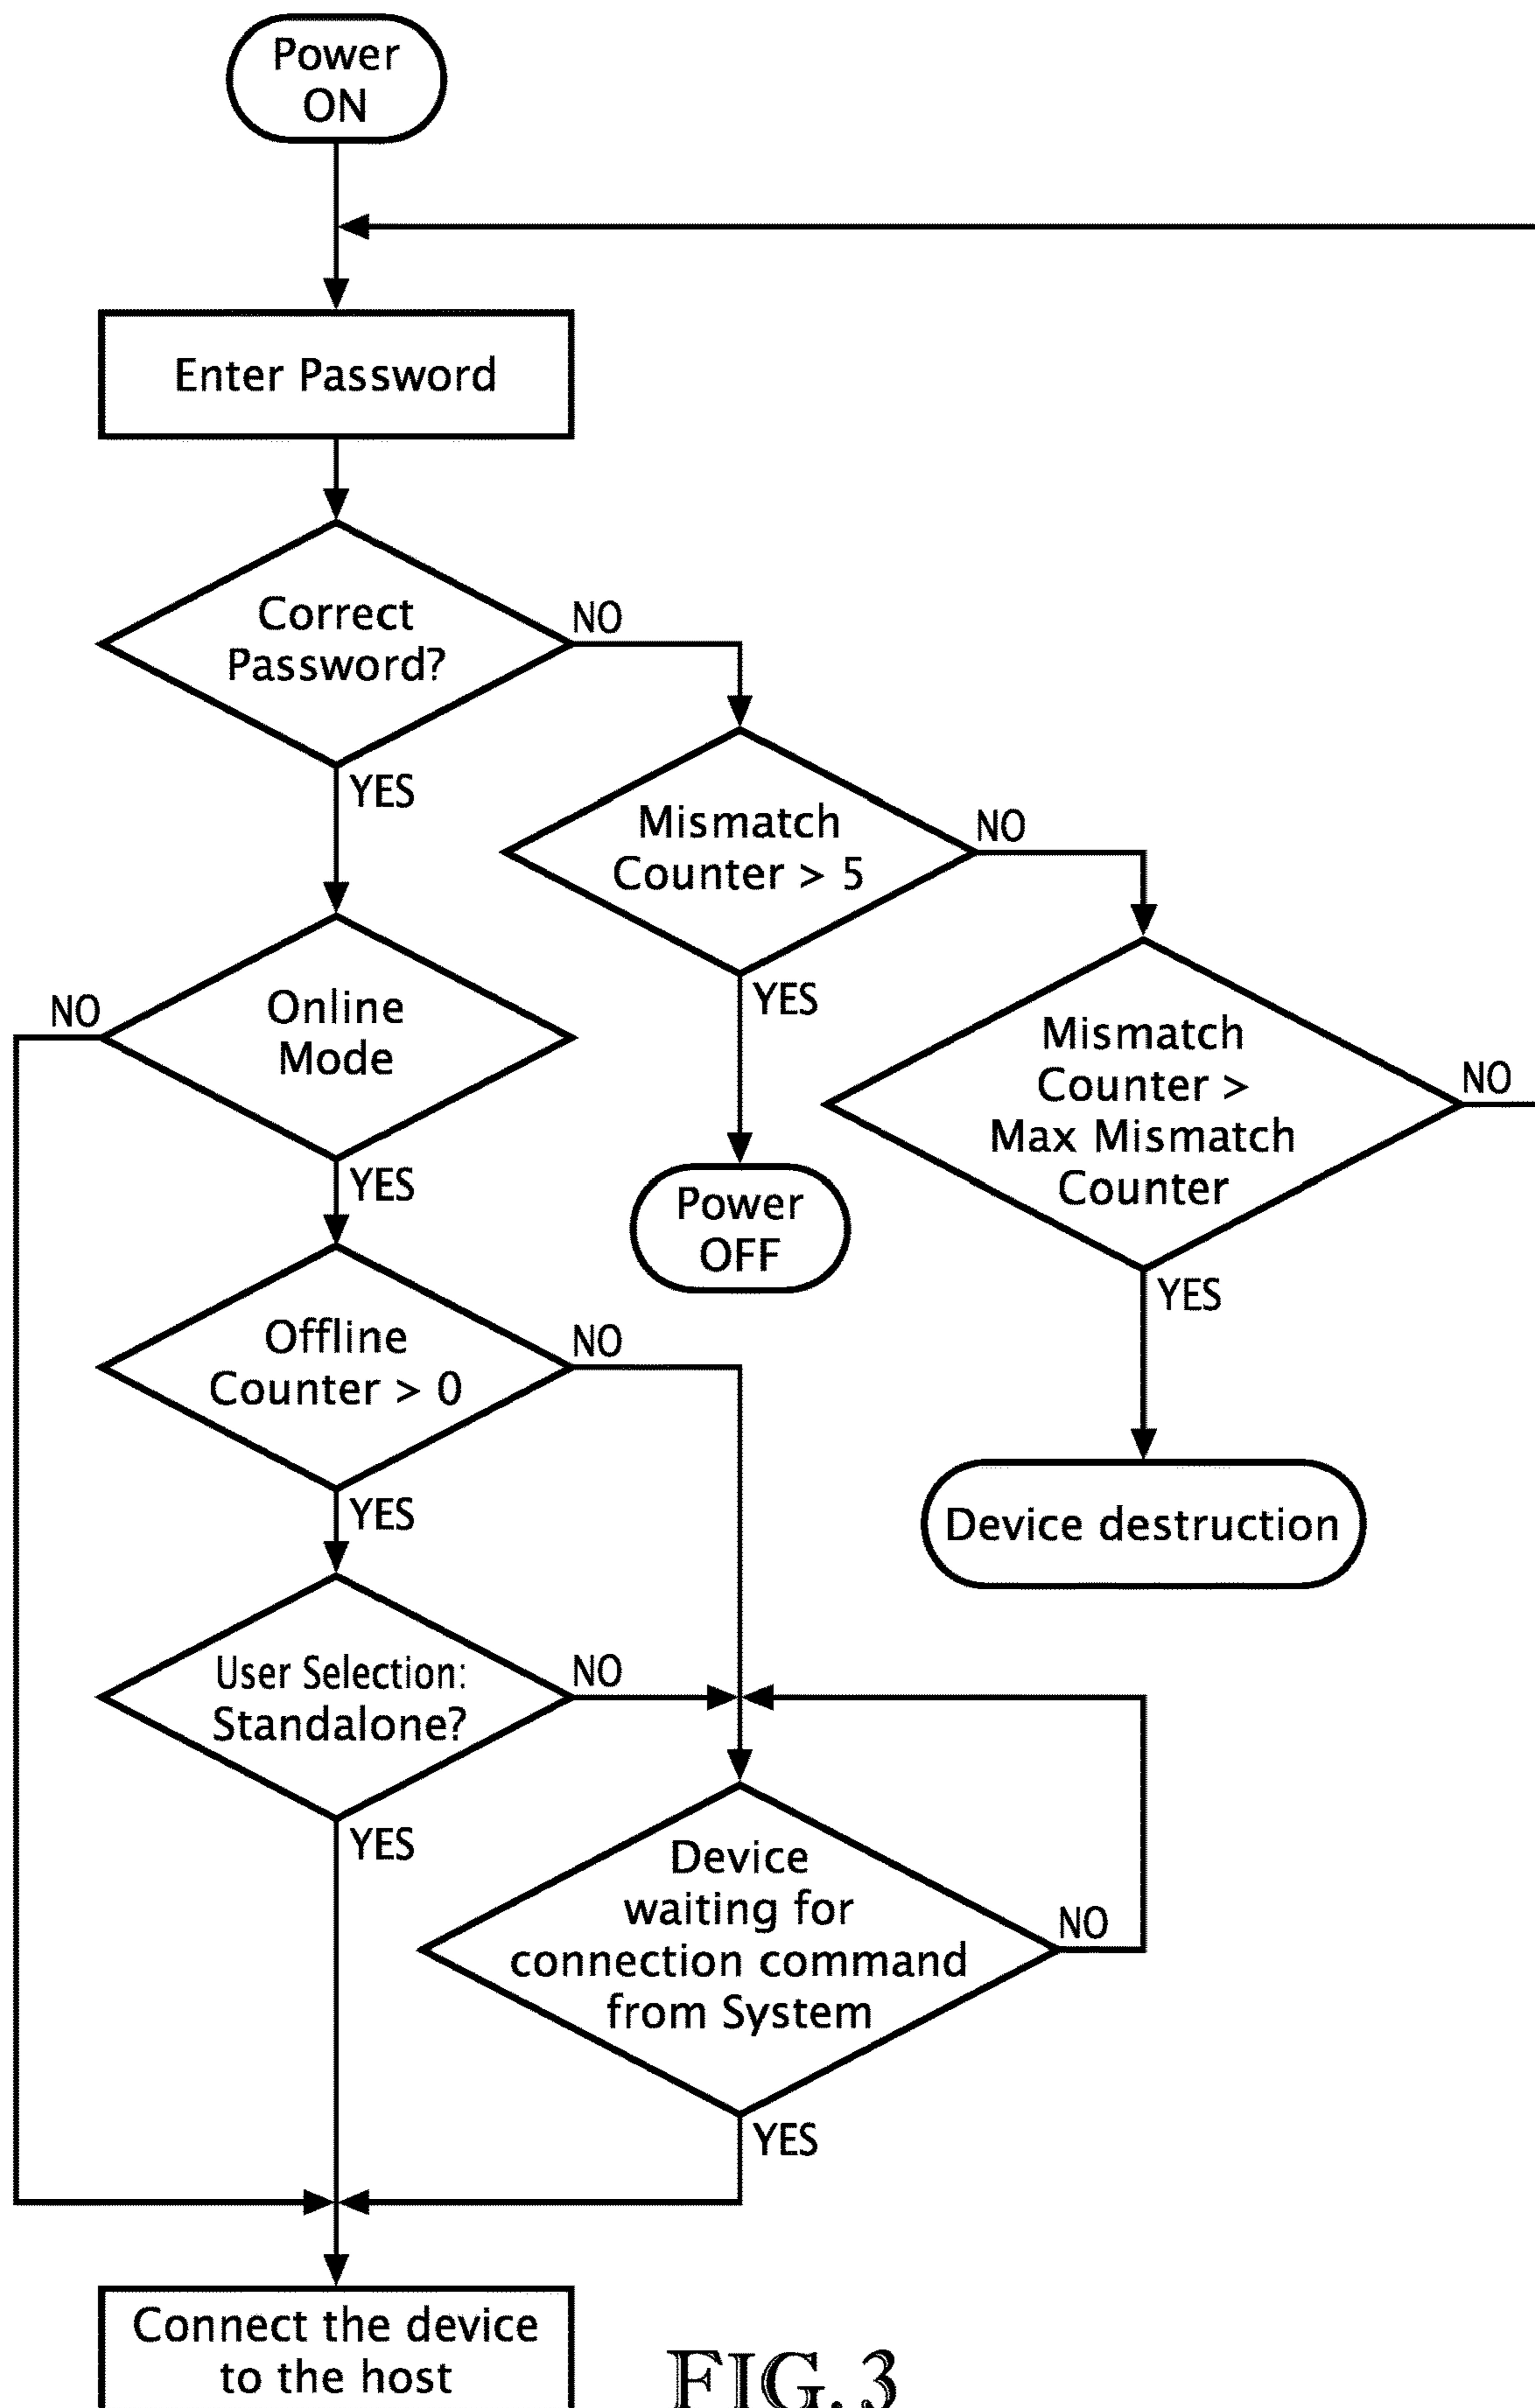 Power
ON
Enter Password
Correct
Password?
NO
YES
Mismatch
Counter > 5
NO
YES
Online
Mode
NO
YES
Mismatch
Counter >
Max Mismatch
Counter
NO
YES
Power
OFF
Offline
Counter > 0
NO
YES
Device destruction
User Selection:
Standalone?
NO
YES
Device
waiting for
connection command
from System
NO
YES
Connect the device
to the host
FIG. 3